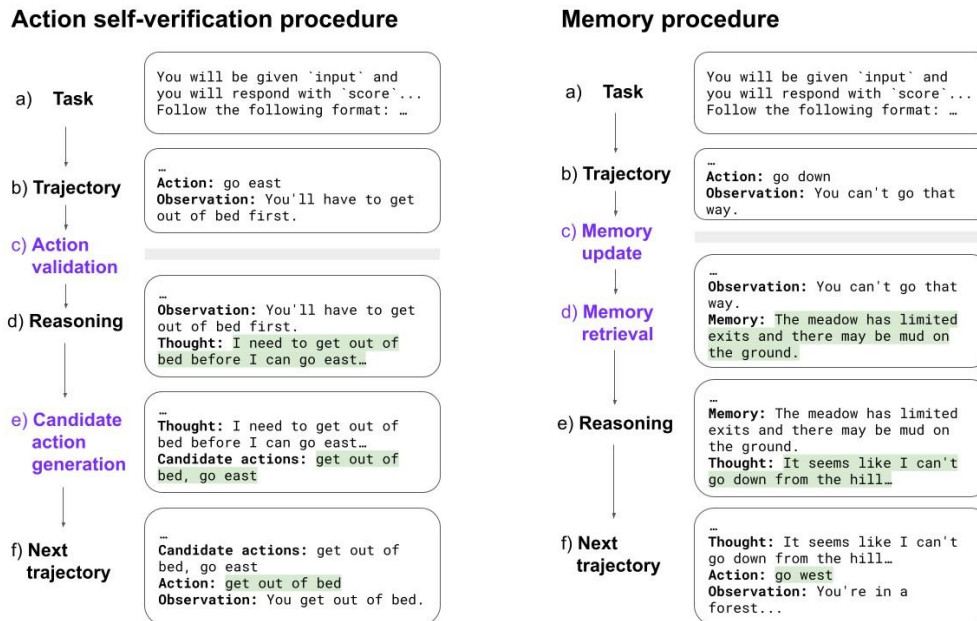 Action self-verification procedure
a) Task
You will be given `input` and
you will respond with `score`...
Follow the following format: …
b) Trajectory
…
Action: go east
Observation: You'll have to get
out of bed first.
c) Action
validation
d) Reasoning
…
Observation: You'll have to get
out of bed first.
Thought: I need to get out of
bed before I can go east…
e) Candidate
action
generation
…
Thought: I need to get out of
bed before I can go east…
Candidate actions: get out of
bed, go east
f) Next
trajectory
…
Candidate actions: get out of
bed, go east
Action: get out of bed
Observation: You get out of bed.
Memory procedure
a) Task
You will be given `input` and
you will respond with `score`...
Follow the following format: …
b) Trajectory
…
Action: go down
Observation: You can't go that
way.
c) Memory
update
d) Memory
retrieval
…
Observation: You can't go that
way.
Memory: The meadow has limited
exits and there may be mud on
the ground.
e) Reasoning
…
Memory: The meadow has limited
exits and there may be mud on
the ground.
Thought: It seems like I can't
go down from the hill…
f) Next
trajectory
…
Thought: It seems like I can't
go down from the hill…
Action: go west
Observation: You're in a
forest...